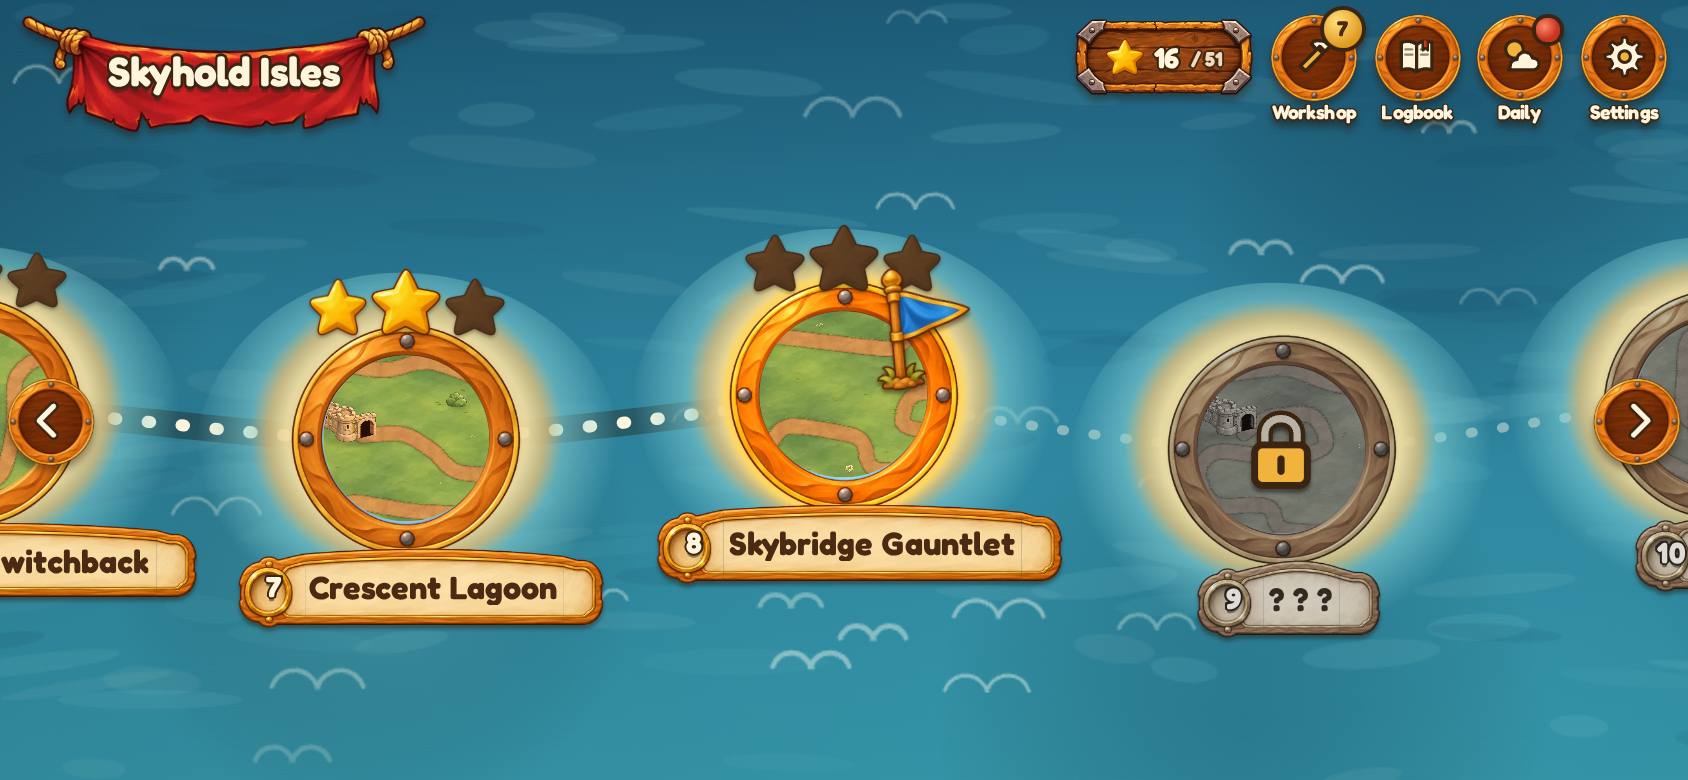 Skyhold Isles
16 / 51
7
Workshop
Logbook
Daily
Settings
witchback
7 Crescent Lagoon
8 Skybridge Gauntlet
9 ? ? ?
10